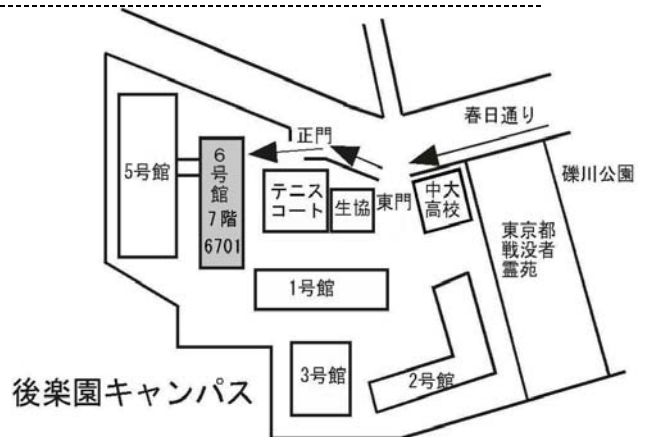 春日通り
正門
礫川公園
5号館
6
号
館
7階
6701
テニス
コート
生協
東門
中大
高校
東京都
戦没者
霊苑
1号館
3号館
2号館
後楽園キャンパス